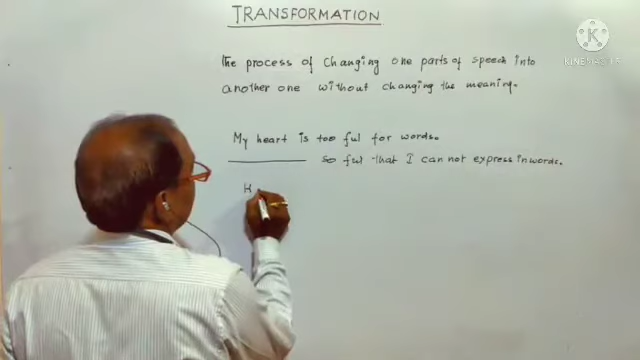 TRANSFORMATION
K
KINEMASTER
The process of changing one parts of speech into
another one without changing the meaning.
My heart is too ful for words.
so ful that I can not express in words.
H